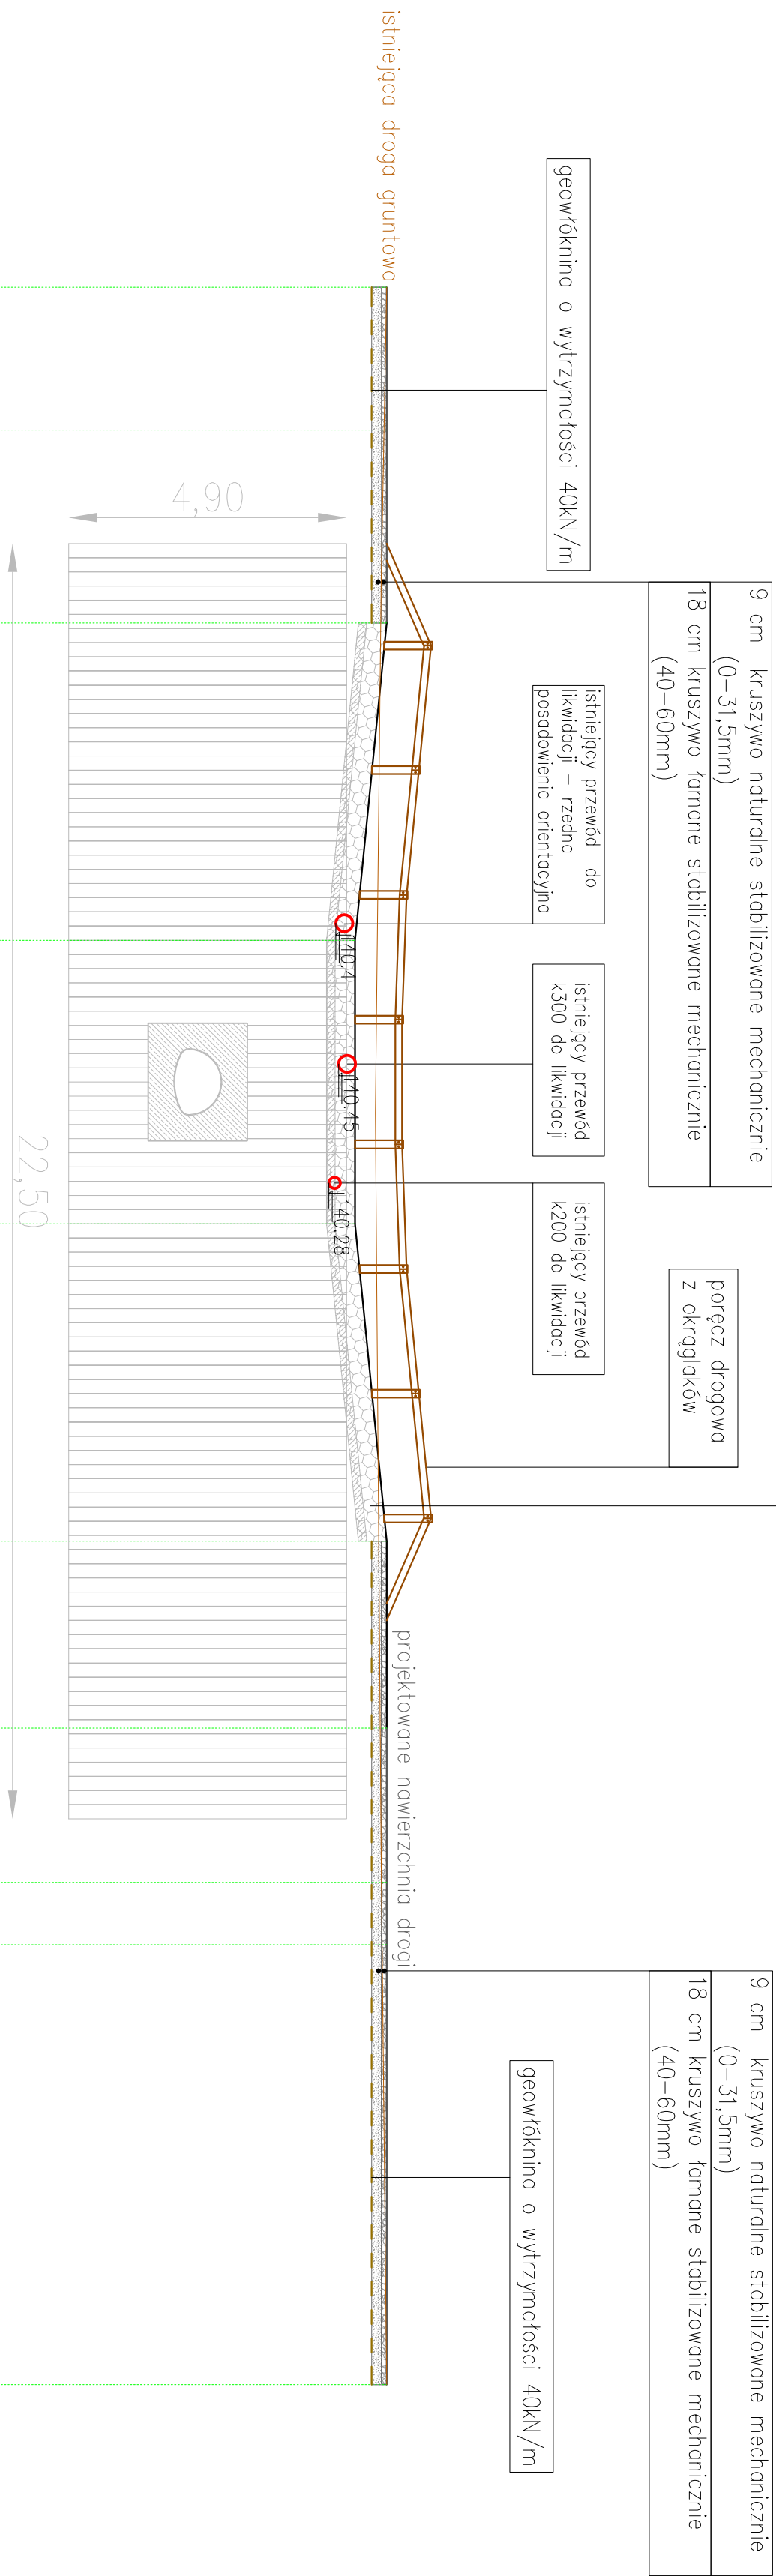 istniejąca droga gruntowa
geowłóknina o wytrzymałości 40kN/m
9 cm kruszywo naturalne stabilizowane mechanicznie
(0-31,5mm)
18 cm kruszywo łamane stabilizowane mechanicznie
(40-60mm)
istniejący przewód do
likwidacji - rzędna
posadowienia orientacyjna
istniejący przewód
k300 do likwidacji
istniejący przewód
k200 do likwidacji
poręcz drogowa
z okrąglaków
140.4
140.45
140.28
4,90
22,50
projektowane nawierzchnia drogi
9 cm kruszywo naturalne stabilizowane mechanicznie
(0-31,5mm)
18 cm kruszywo łamane stabilizowane mechanicznie
(40-60mm)
geowłóknina o wytrzymałości 40kN/m